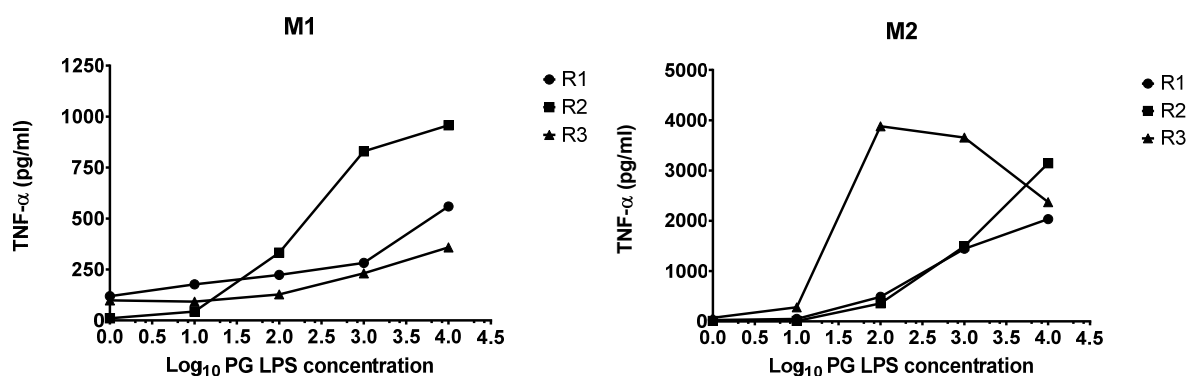 M1
1250
1000
750
500
250
0
0.0 0.5 1.0 1.5 2.0 2.5 3.0 3.5 4.0 4.5
TNF-α (pg/ml)
Log10 PG LPS concentration
R1
R2
R3
M2
5000
4000
3000
2000
1000
0
0.0 0.5 1.0 1.5 2.0 2.5 3.0 3.5 4.0 4.5
TNF-α (pg/ml)
Log10 PG LPS concentration
R1
R2
R3